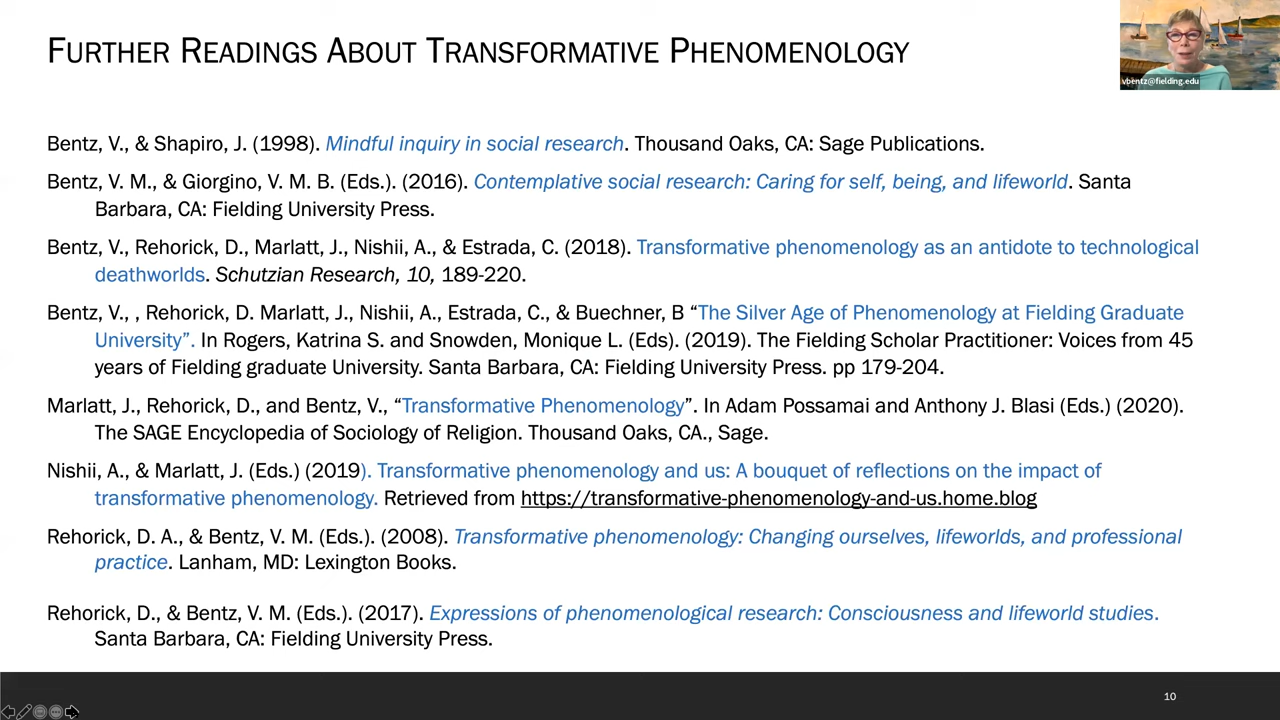 FURTHER READINGS ABOUT TRANSFORMATIVE PHENOMENOLOGY
vbentz@fielding.edu
Bentz, V., & Shapiro, J. (1998). Mindful inquiry in social research. Thousand Oaks, CA: Sage Publications.
Bentz, V. M., & Giorgino, V. M. B. (Eds.). (2016). Contemplative social research: Caring for self, being, and lifeworld. Santa
Barbara, CA: Fielding University Press.
Bentz, V., Rehorick, D., Marlatt, J., Nishii, A., & Estrada, C. (2018). Transformative phenomenology as an antidote to technological
deathworlds. Schutzian Research, 10, 189-220.
Bentz, V., , Rehorick, D. Marlatt, J., Nishii, A., Estrada, C., & Buechner, B “The Silver Age of Phenomenology at Fielding Graduate
University”. In Rogers, Katrina S. and Snowden, Monique L. (Eds). (2019). The Fielding Scholar Practitioner: Voices from 45
years of Fielding graduate University. Santa Barbara, CA: Fielding University Press. pp 179-204.
Marlatt, J., Rehorick, D., and Bentz, V., “Transformative Phenomenology”. In Adam Possamai and Anthony J. Blasi (Eds.) (2020).
The SAGE Encyclopedia of Sociology of Religion. Thousand Oaks, CA., Sage.
Nishii, A., & Marlatt, J. (Eds.) (2019). Transformative phenomenology and us: A bouquet of reflections on the impact of
transformative phenomenology. Retrieved from https://transformative-phenomenology-and-us.home.blog
Rehorick, D. A., & Bentz, V. M. (Eds.). (2008). Transformative phenomenology: Changing ourselves, lifeworlds, and professional
practice. Lanham, MD: Lexington Books.
Rehorick, D., & Bentz, V. M. (Eds.). (2017). Expressions of phenomenological research: Consciousness and lifeworld studies.
Santa Barbara, CA: Fielding University Press.
10